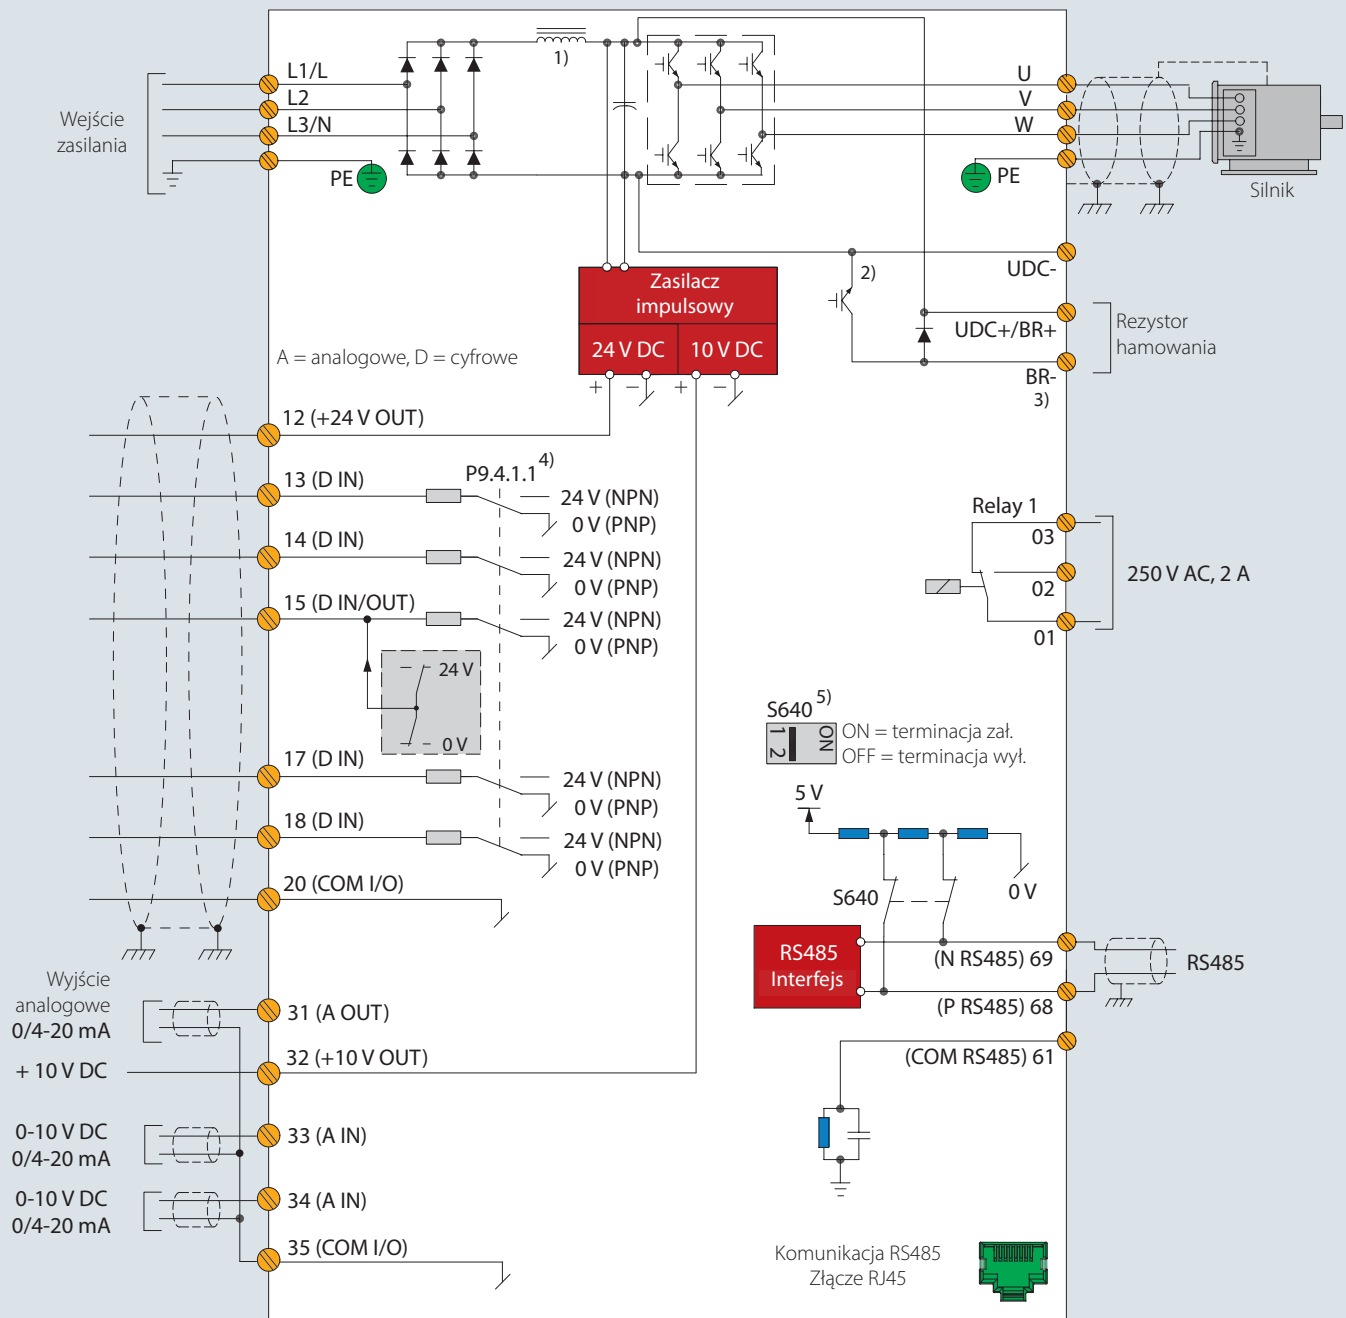 L1/L
L2
L3/N
Wejście
zasilania
PE
1)
U
V
W
PE
Silnik
UDC-
2)
UDC+/BR+
BR-
3)
Rezystor
hamowania
Zasilacz
impulsowy
24 V DC
10 V DC
+
−
+
−
A = analogowe, D = cyfrowe
12 (+24 V OUT)
13 (D IN)
P9.4.1.1 4)
24 V (NPN)
0 V (PNP)
14 (D IN)
24 V (NPN)
0 V (PNP)
15 (D IN/OUT)
24 V (NPN)
0 V (PNP)
24 V
0 V
17 (D IN)
24 V (NPN)
0 V (PNP)
18 (D IN)
24 V (NPN)
0 V (PNP)
20 (COM I/O)
Relay 1
03
02
01
250 V AC, 2 A
S640 5)
1 2 ON
ON = terminacja zał.
OFF = terminacja wył.
5 V
0 V
S640
RS485
Interfejs
(N RS485) 69
(P RS485) 68
RS485
(COM RS485) 61
Wyjście
analogowe
0/4-20 mA
31 (A OUT)
+ 10 V DC
32 (+10 V OUT)
0-10 V DC
0/4-20 mA
33 (A IN)
0-10 V DC
0/4-20 mA
34 (A IN)
35 (COM I/O)
Komunikacja RS485
Złącze RJ45